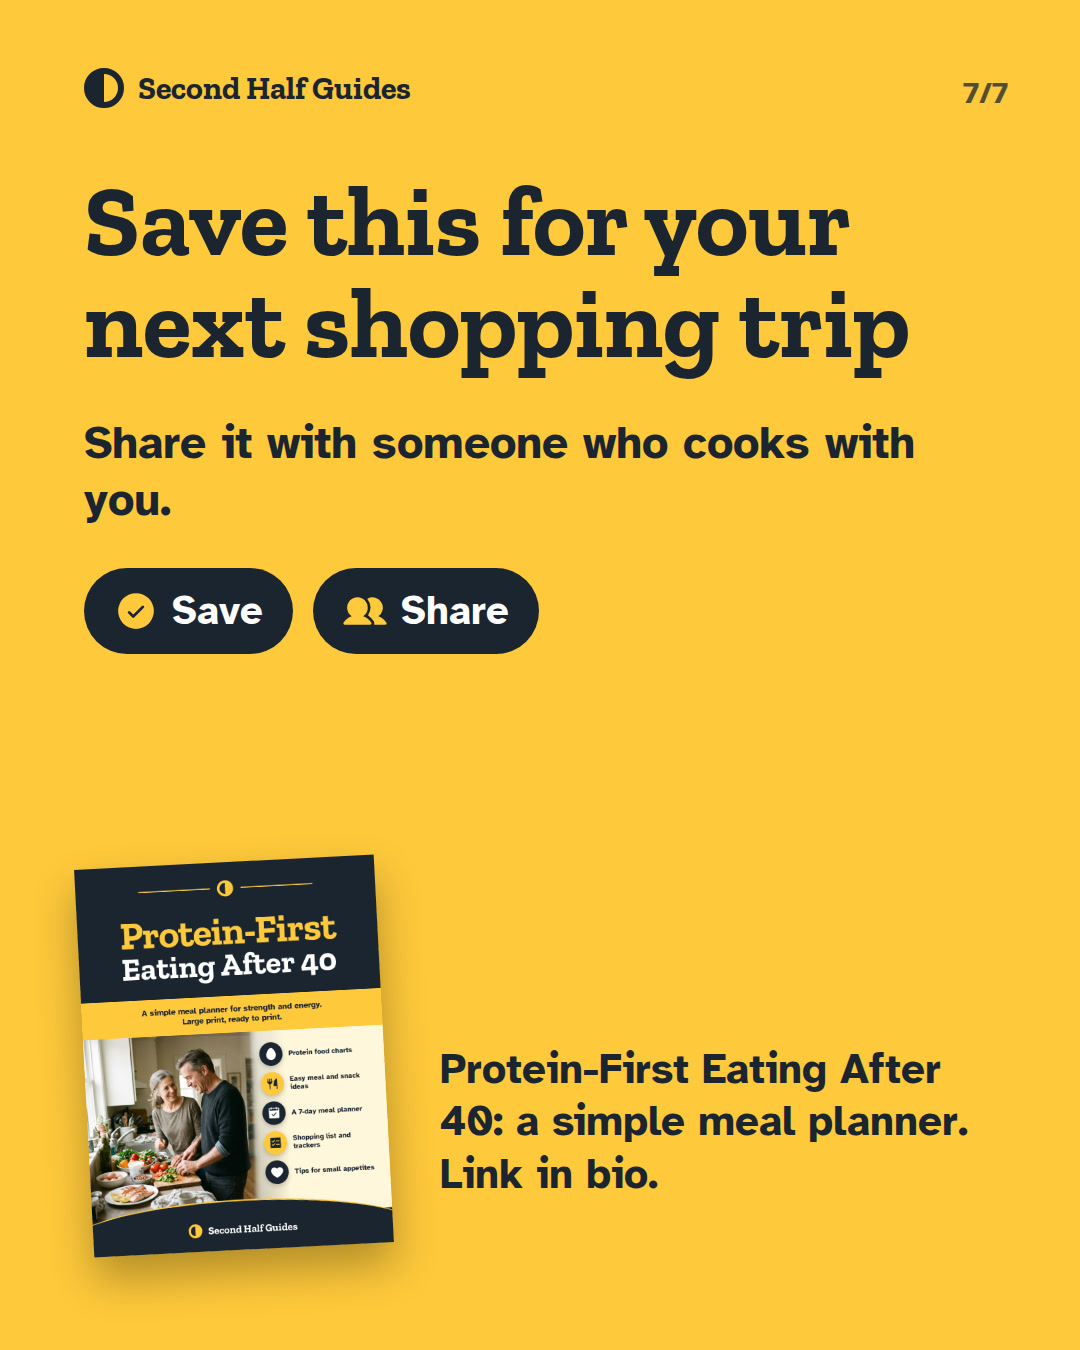 Second Half Guides
7/7
Save this for your
next shopping trip
Share it with someone who cooks with
you.
Save
Share
Protein-First
Eating After 40
A simple meal planner for strength and energy.
Large print, ready to print.
Protein food charts
Easy meal and snack
ideas
A 7-day meal planner
Shopping list and
trackers
Tips for small appetites
Second Half Guides
Protein-First Eating After
40: a simple meal planner.
Link in bio.